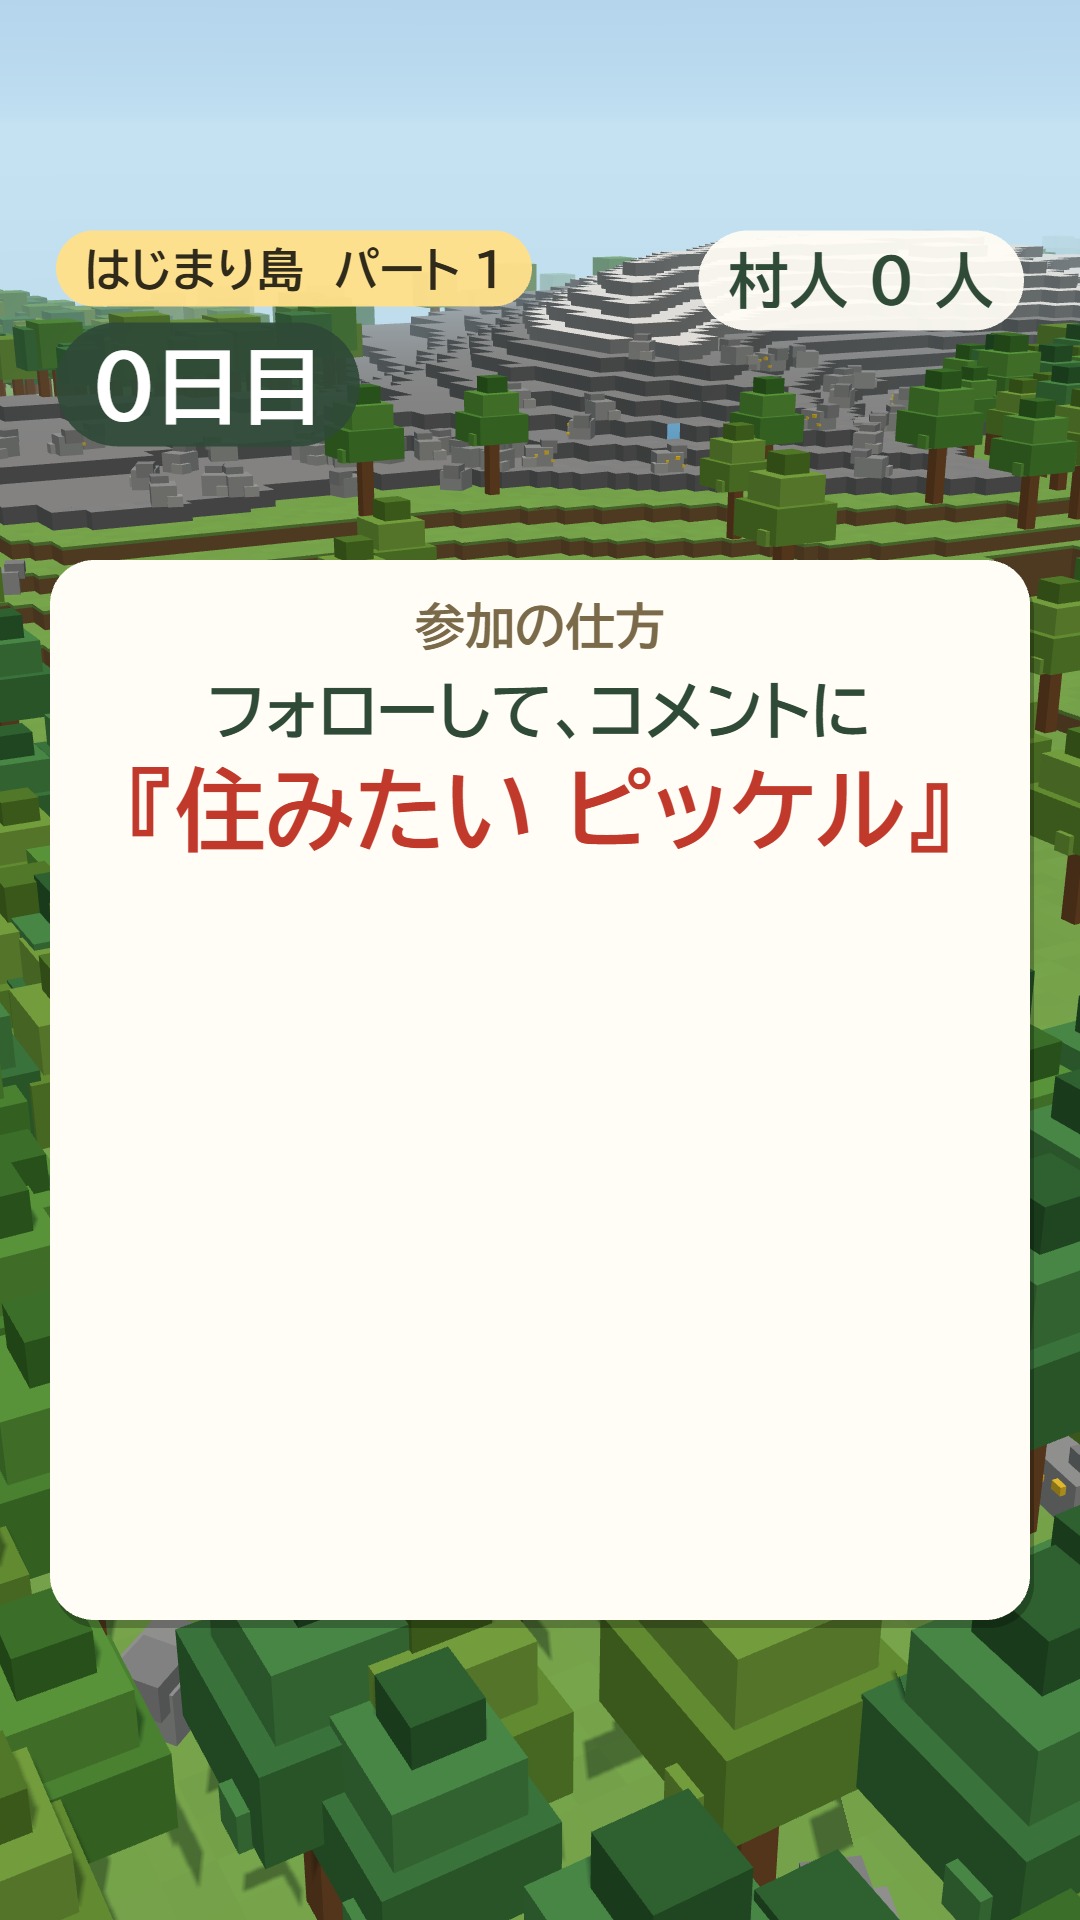 はじまり島 パート 1
村人 0 人
0日目
参加の仕方
フォローして、コメントに
『住みたい ピッケル』